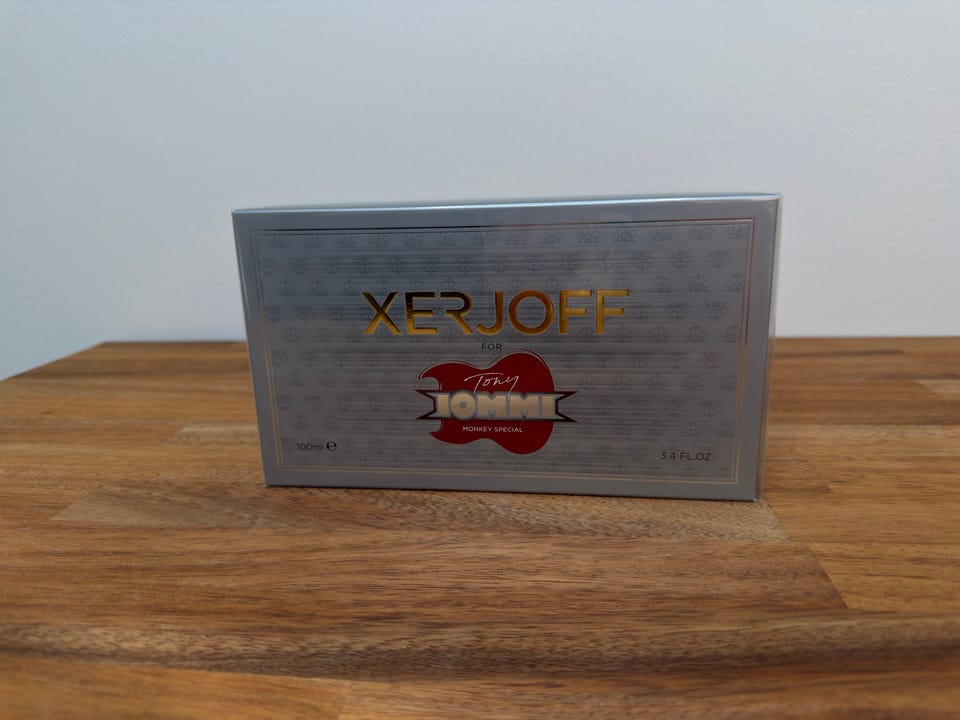 XERJOFF
FOR
Tony
IOMMI
MONKEY SPECIAL
100ml ℮
3.4 FL.OZ